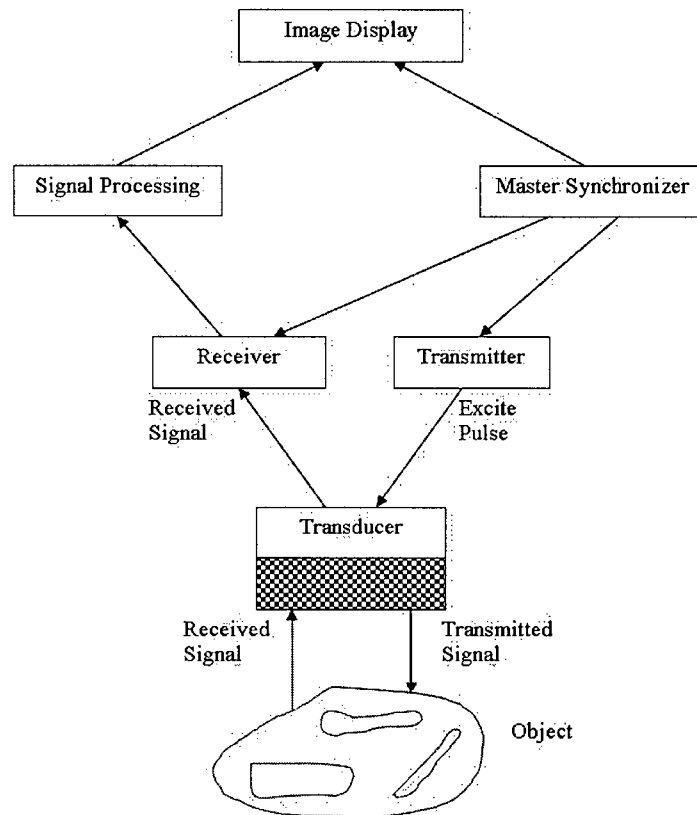 Image Display
Signal Processing
Master Synchronizer
Receiver
Transmitter
Received
Signal
Excite
Pulse
Transducer
Received
Signal
Transmitted
Signal
Object